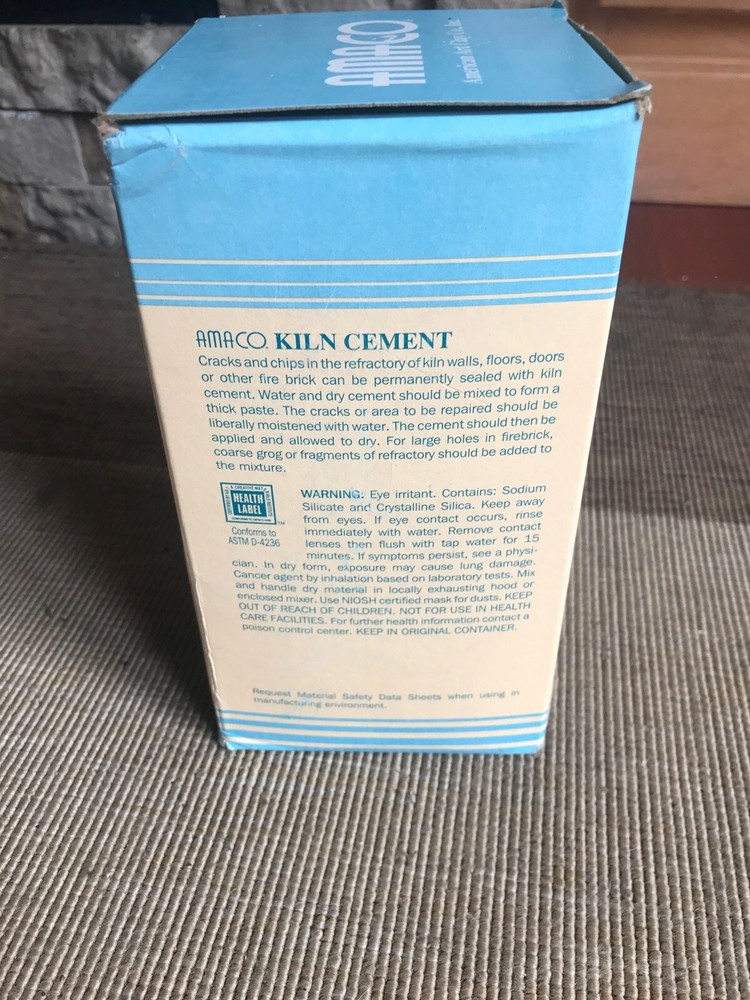 AMACO
American Art Clay Co., Inc.
AMACO. KILN CEMENT
Cracks and chips in the refractory of kiln walls, floors, doors
or other fire brick can be permanently sealed with kiln
cement. Water and dry cement should be mixed to form a
thick paste. The cracks or area to be repaired should be
liberally moistened with water. The cement should then be
applied and allowed to dry. For large holes in firebrick,
coarse grog or fragments of refractory should be added to
the mixture.
HEALTH
LABEL
Conforms to
ASTM D-4236
WARNING: Eye irritant. Contains: Sodium
Silicate and Crystalline Silica. Keep away
from eyes. If eye contact occurs, rinse
immediately with water. Remove contact
lenses then flush with tap water for 15
minutes. If symptoms persist, see a physi-
cian. In dry form, exposure may cause lung damage.
Cancer agent by inhalation based on laboratory tests. Mix
and handle dry material in locally exhausting hood or
enclosed mixer. Use NIOSH certified mask for dusts. KEEP
OUT OF REACH OF CHILDREN. NOT FOR USE IN HEALTH
CARE FACILITIES. For further health information contact a
poison control center. KEEP IN ORIGINAL CONTAINER.
Request Material Safety Data Sheets when using in
manufacturing environment.